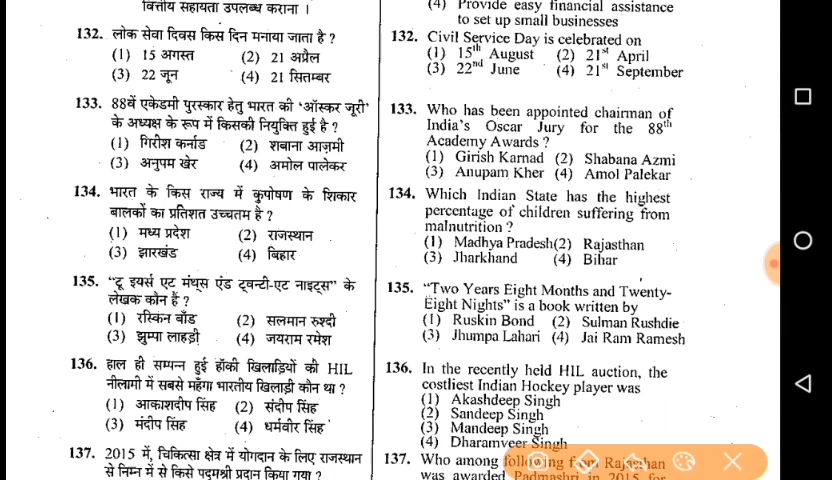 वित्तीय सहायता उपलब्ध कराना ।
132. लोक सेवा दिवस किस दिन मनाया जाता है ?
(1) 15 अगस्त (2) 21 अप्रैल
(3) 22 जून (4) 21 सितम्बर
133. 88वें एकेडमी पुरस्कार हेतु भारत की 'ऑस्कर जूरी'
के अध्यक्ष के रूप में किसकी नियुक्ति हुई है ?
(1) गिरीश कर्नाड (2) शबाना आज़मी
(3) अनुपम खेर (4) अमोल पालेकर
134. भारत के किस राज्य में कुपोषण के शिकार
बालकों का प्रतिशत उच्चतम है ?
(1) मध्य प्रदेश (2) राजस्थान
(3) झारखंड (4) बिहार
135. "टू इयर्स एट मंथ्स एंड ट्वन्टी-एट नाइट्स" के
लेखक कौन हैं ?
(1) रस्किन बॉंड (2) सलमान रुश्दी
(3) झुम्पा लाहड़ी (4) जयराम रमेश
136. हाल ही सम्पन्न हुई हॉकी खिलाड़ियों की HIL
नीलामी में सबसे महँगा भारतीय खिलाड़ी कौन था ?
(1) आकाशदीप सिंह (2) संदीप सिंह
(3) मंदीप सिंह (4) धर्मवीर सिंह
137. 2015 में, चिकित्सा क्षेत्र में योगदान के लिए राजस्थान
से निम्न में से किसे पद्मश्री प्रदान किया गया ?
(4) Provide easy financial assistance
to set up small businesses
132. Civil Service Day is celebrated on
(1) 15th August (2) 21st April
(3) 22nd June (4) 21st September
133. Who has been appointed chairman of
India's Oscar Jury for the 88th
Academy Awards ?
(1) Girish Karnad (2) Shabana Azmi
(3) Anupam Kher (4) Amol Palekar
134. Which Indian State has the highest
percentage of children suffering from
malnutrition ?
(1) Madhya Pradesh(2) Rajasthan
(3) Jharkhand (4) Bihar
135. "Two Years Eight Months and Twenty-
Eight Nights" is a book written by
(1) Ruskin Bond (2) Sulman Rushdie
(3) Jhumpa Lahari (4) Jai Ram Ramesh
136. In the recently held HIL auction, the
costliest Indian Hockey player was
(1) Akashdeep Singh
(2) Sandeep Singh
(3) Mandeep Singh
(4) Dharamveer Singh
137. Who among following from Rajasthan
was awarded Padmashri in 2015 for